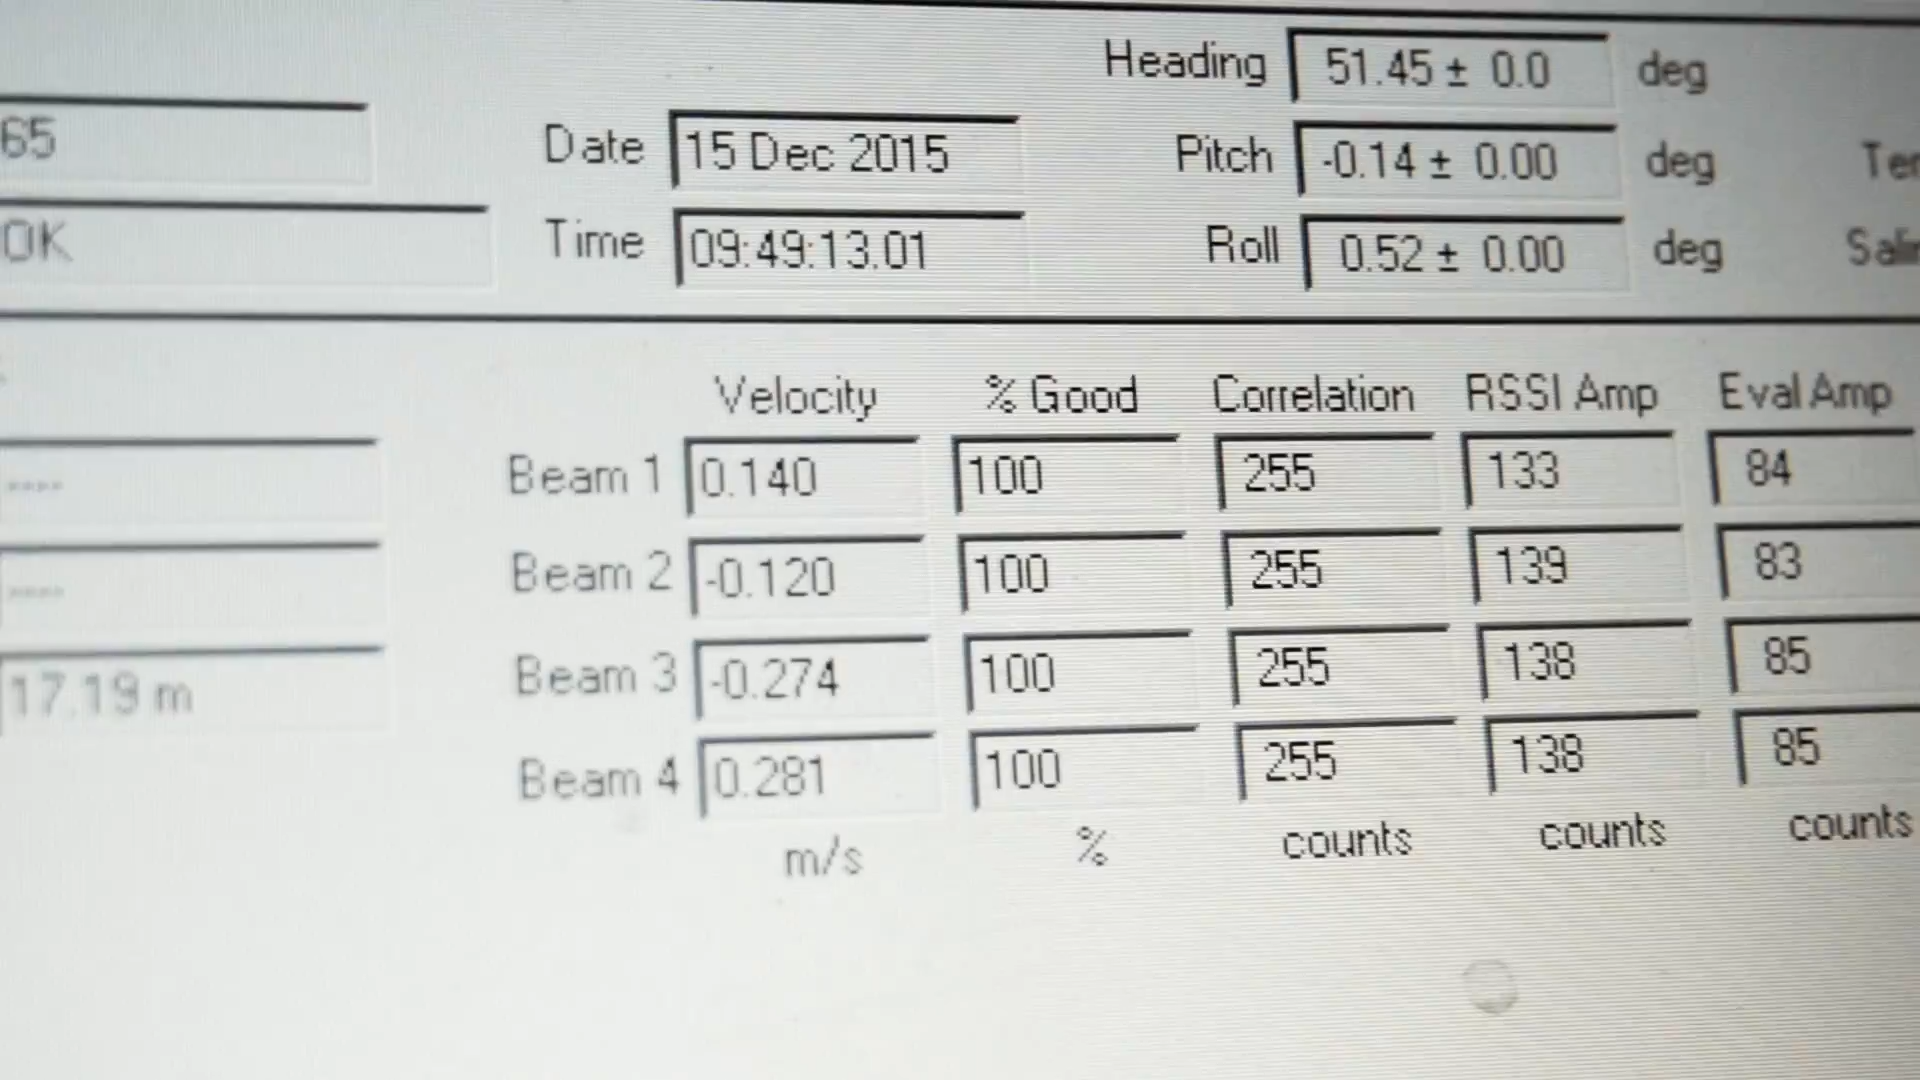 Heading 51.45 ± 0.0 deg
65 Date 15 Dec 2015 Pitch -0.14 ± 0.00 deg
OK Time 09:49:13.01 Roll 0.52 ± 0.00 deg
Velocity % Good Correlation RSSI Amp Eval Amp
---- Beam 1 0.140 100 255 133 84
---- Beam 2 -0.120 100 255 139 83
17.19 m Beam 3 -0.274 100 255 138 85
Beam 4 0.281 100 255 138 85
m/s % counts counts counts